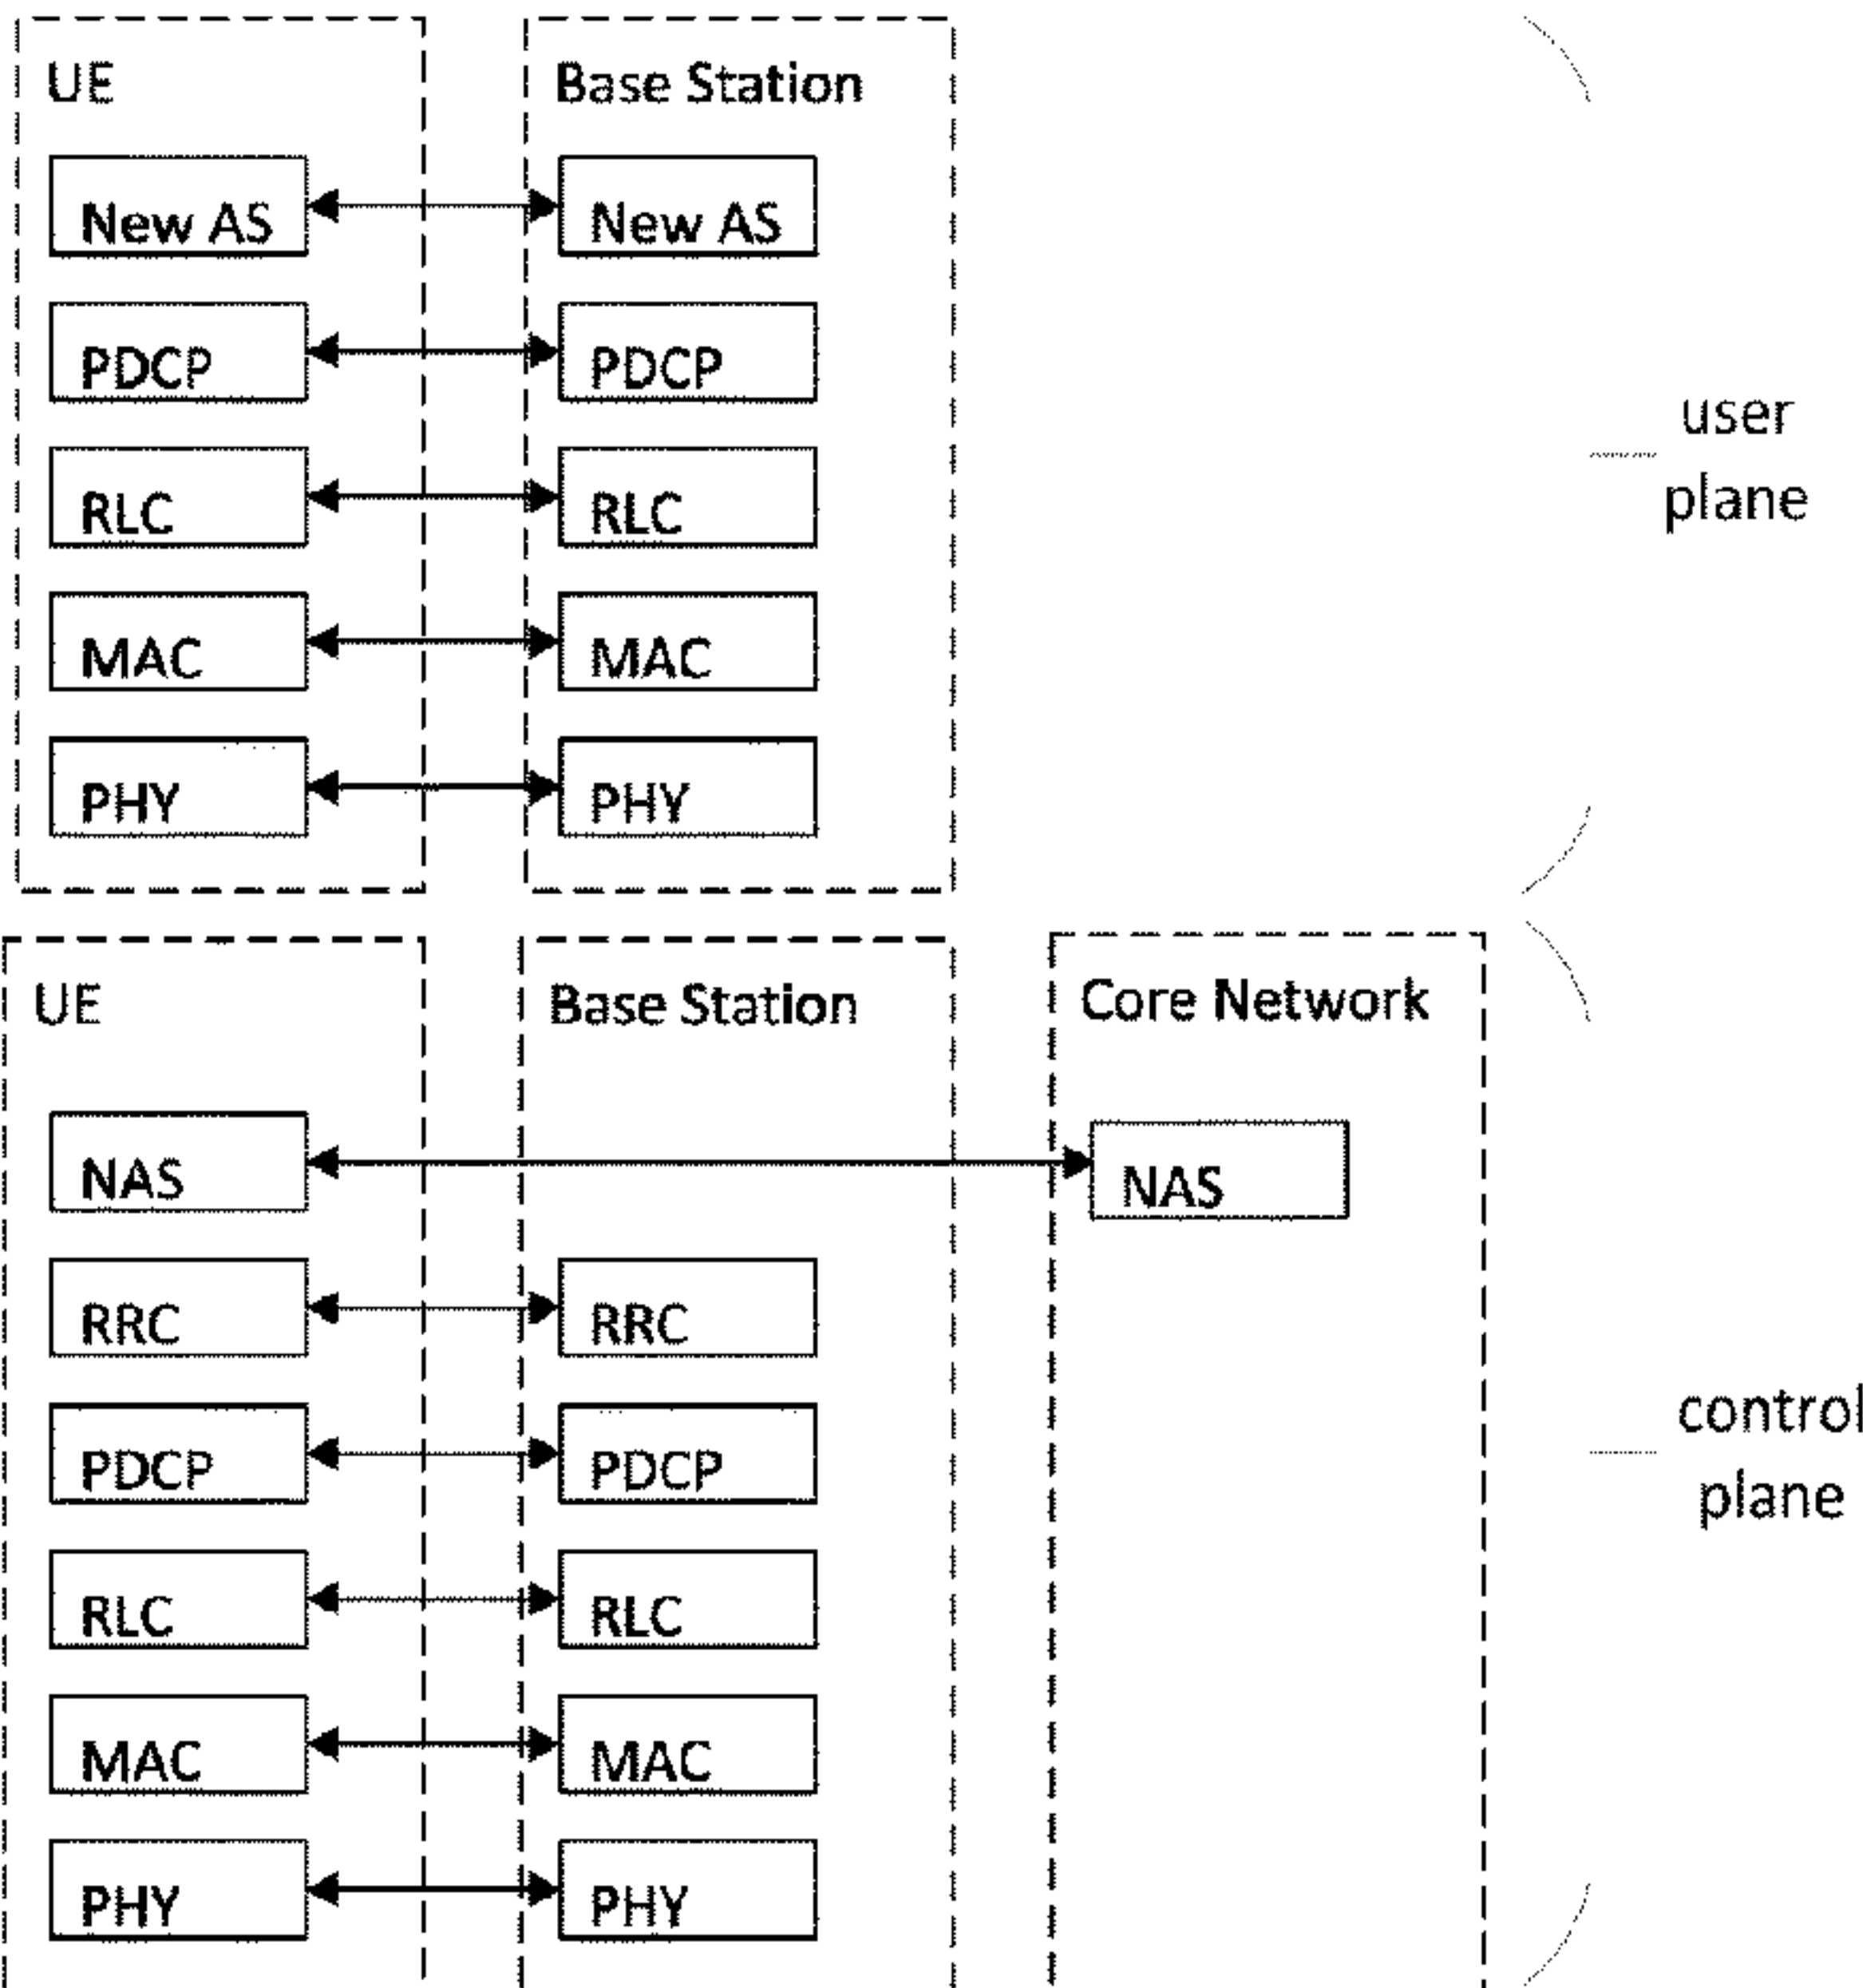 UE Base Station
New AS New AS
PDCP PDCP
user
plane
RLC RLC
MAC MAC
PHY PHY
UE Base Station Core Network
NAS NAS
RRC RRC
control
plane
PDCP PDCP
RLC RLC
MAC MAC
PHY PHY